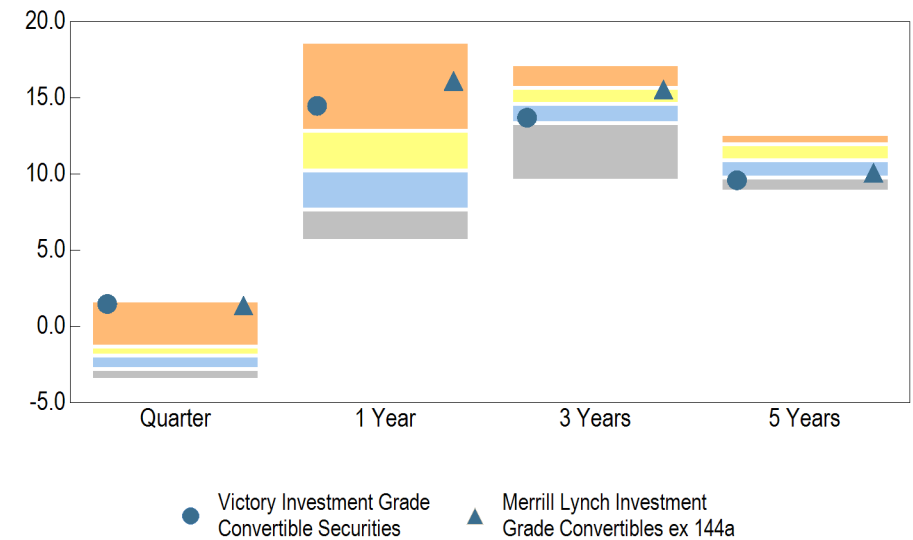 20.0
15.0
10.0
5.0
0.0
-5.0
Quarter
1 Year
3 Years
5 Years
Victory Investment Grade
Convertible Securities
Merrill Lynch Investment
Grade Convertibles ex 144a